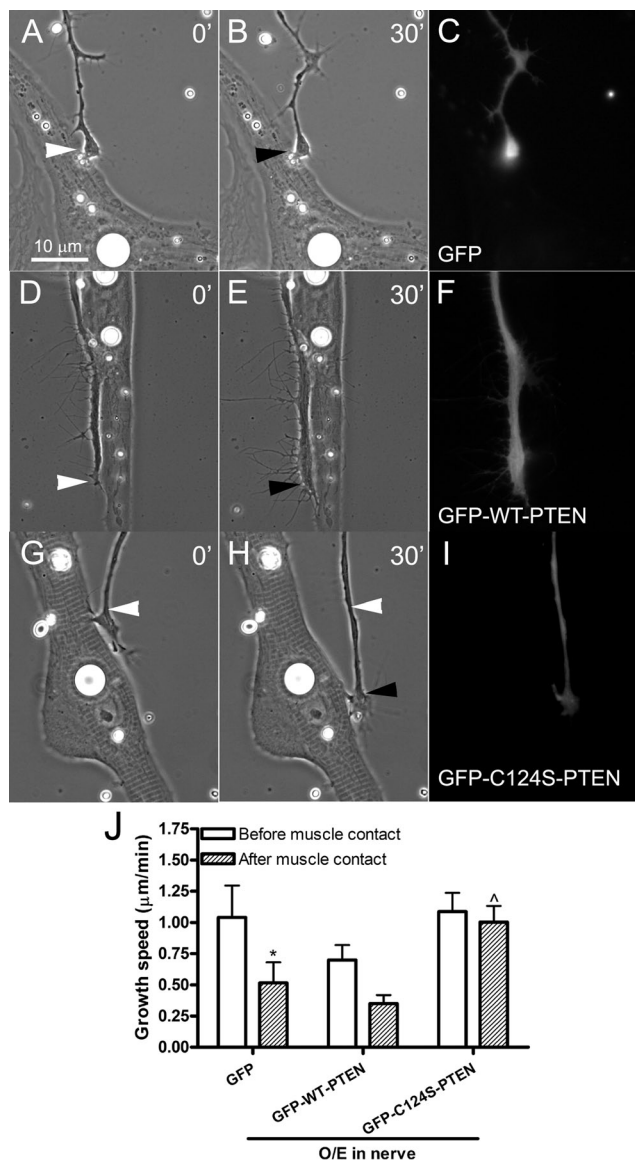 A 0’ B 30’ C
10 μm
GFP
D 0’ E 30’ F
GFP-WT-PTEN
G 0’ H 30’ I
GFP-C124S-PTEN
J
Before muscle contact
After muscle contact
Growth speed (μm/min)
1.75
1.50
1.25
1.00
0.75
0.50
0.25
0.00
*
^
GFP
GFP-WT-PTEN
GFP-C124S-PTEN
O/E in nerve